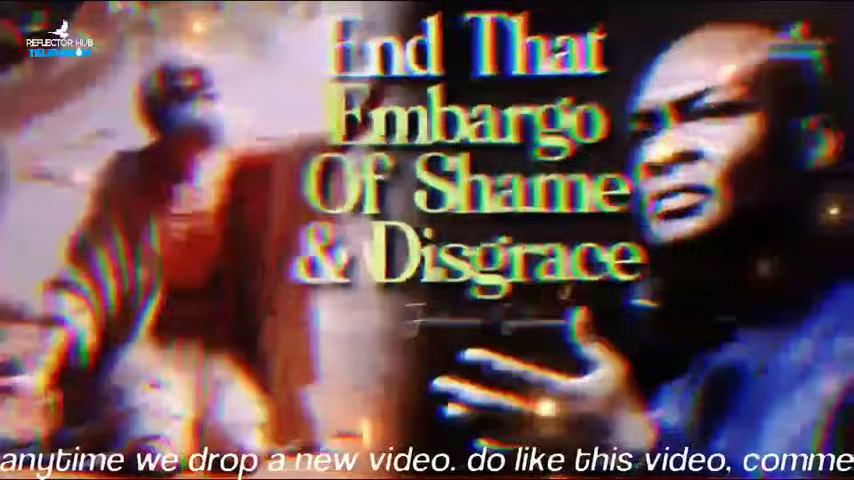 REFLECTOR HUB
End That
Embargo
Of Shame
& Disgrace
anytime we drop a new video. do like this video, comme